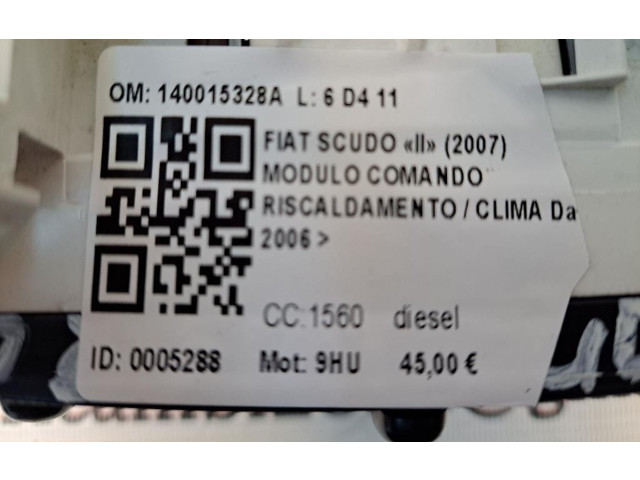 OM: 140015328A L: 6 D4 11
FIAT SCUDO «II» (2007)
MODULO COMANDO
RISCALDAMENTO / CLIMA Da
2006 >
CC:1560 diesel
ID: 0005288 Mot: 9HU 45,00 €